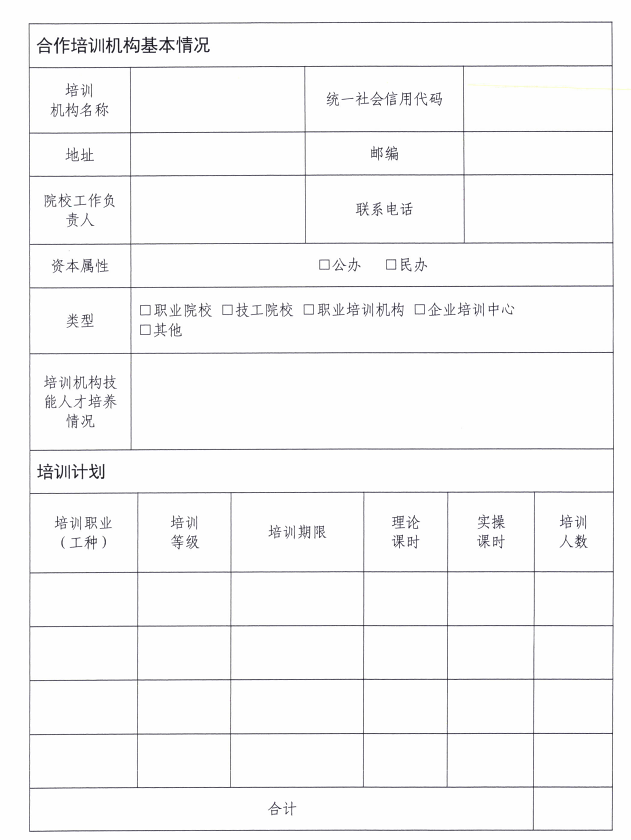 合作培训机构基本情况
培训
机构名称
统一社会信用代码
地址
邮编
院校工作负
责人
联系电话
资本属性
□公办 □民办
类型
□职业院校 □技工院校 □职业培训机构 □企业培训中心
□其他
培训机构技
能人才培养
情况
培训计划
培训职业
（工种）
培训
等级
培训期限
理论
课时
实操
课时
培训
人数
合计